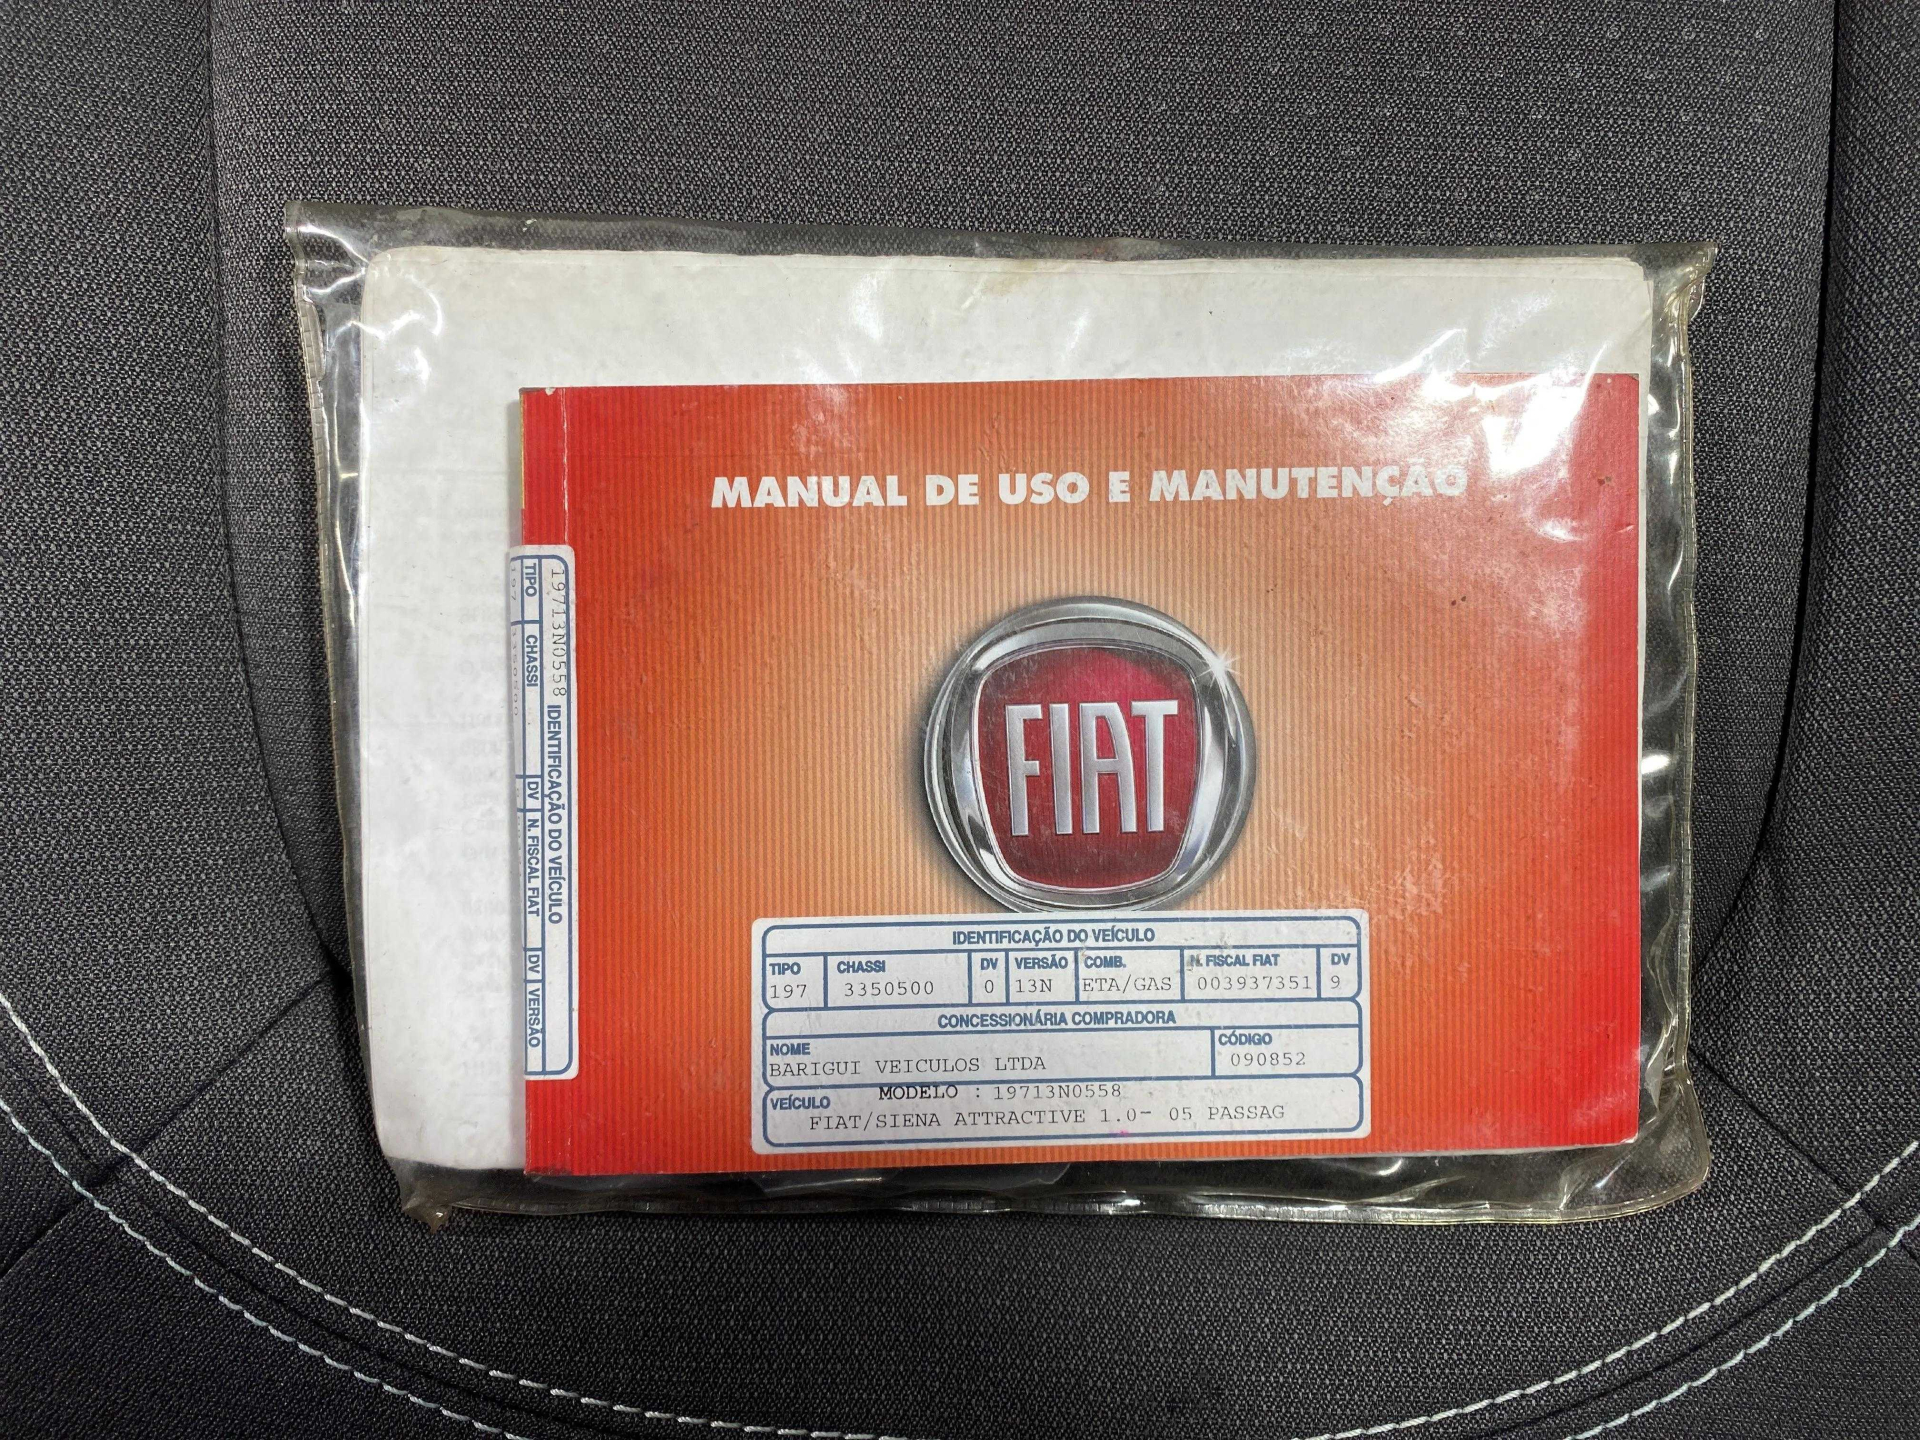 MANUAL DE USO E MANUTENÇÃO
FIAT
IDENTIFICAÇÃO DO VEÍCULO
TIPO CHASSI DV VERSÃO COMB. N. FISCAL FIAT DV
197 3350500 0 13N ETA/GAS 003937351 9
CONCESSIONÁRIA COMPRADORA
NOME CÓDIGO
BARIGUI VEICULOS LTDA 090852
MODELO : 19713N0558
VEÍCULO
FIAT/SIENA ATTRACTIVE 1.0- 05 PASSAG
19713N0558 IDENTIFICAÇÃO DO VEÍCULO
TIPO CHASSI DV N. FISCAL FIAT DV VERSÃO